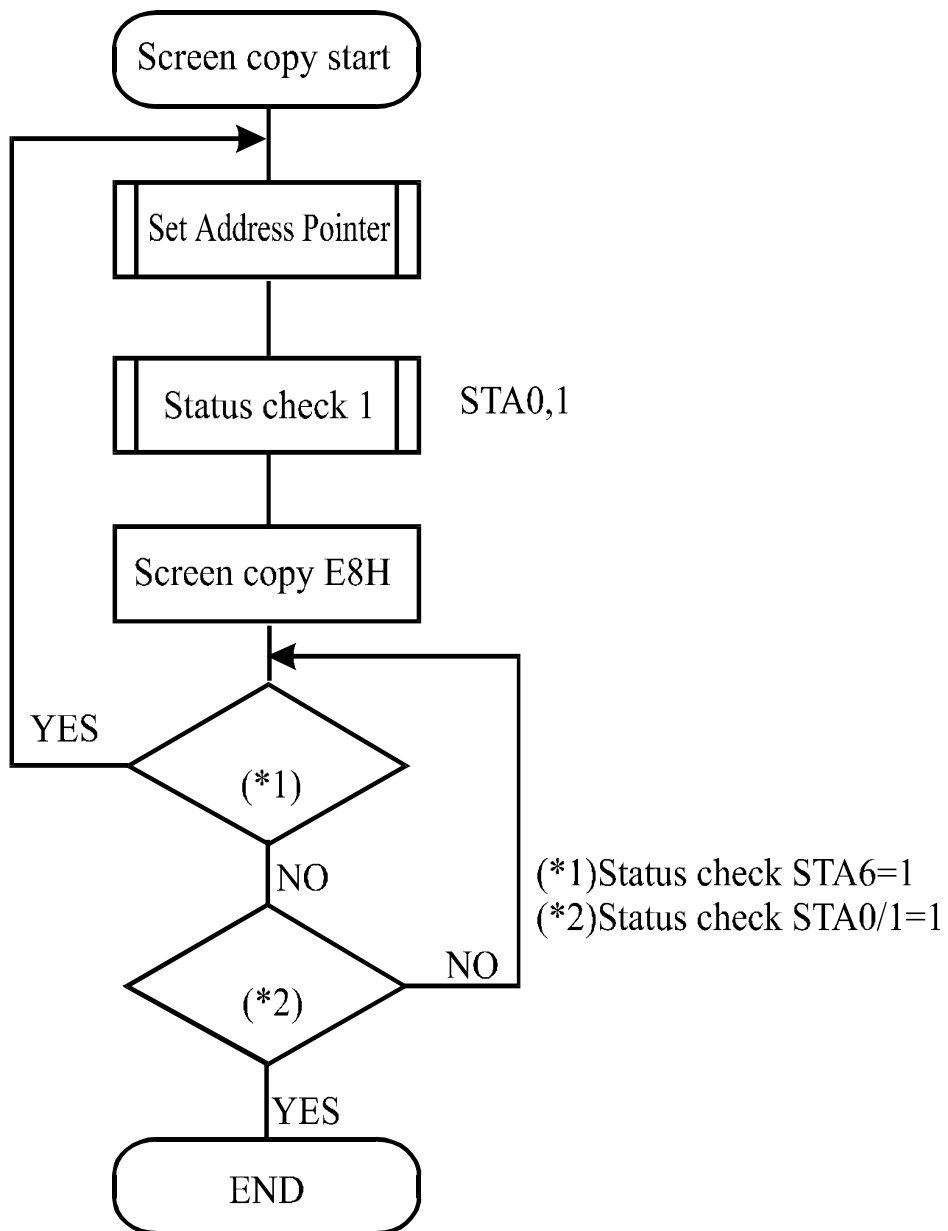 Screen copy start
Set Address Pointer
Status check 1
STA0,1
Screen copy E8H
YES
(*1)
NO
(*1)Status check STA6=1
(*2)Status check STA0/1=1
NO
(*2)
YES
END